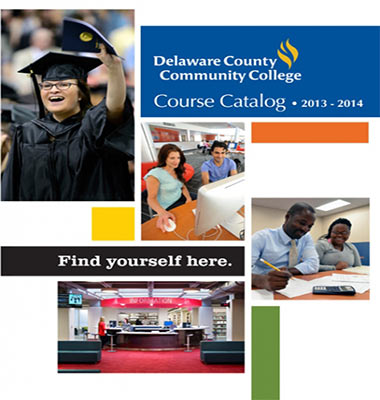 Delaware County
Community College
Course Catalog • 2013 - 2014
Find yourself here.
INFORMATION